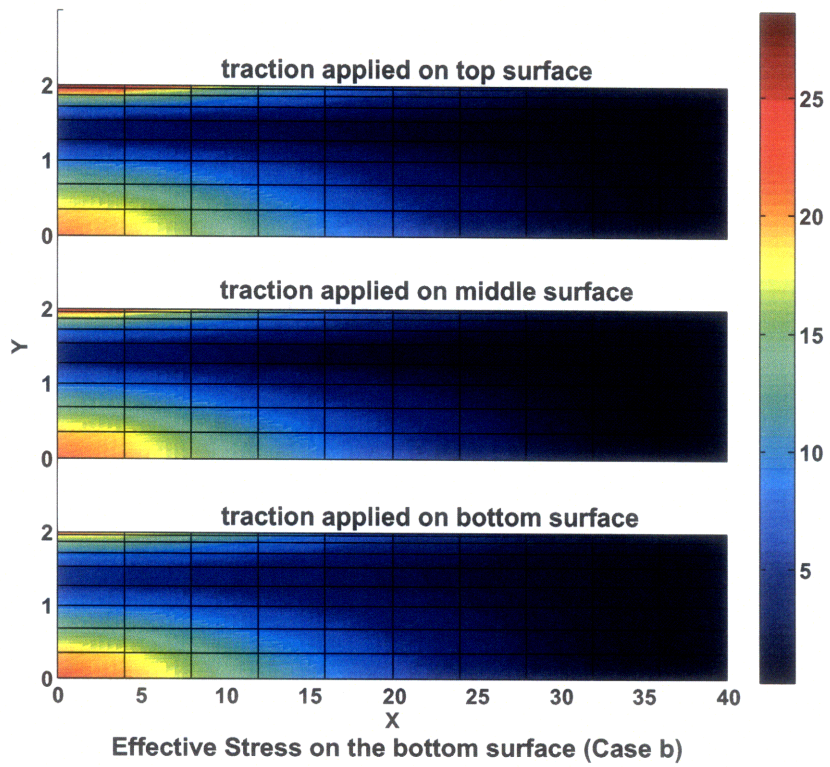 traction applied on top surface
2
1
0
traction applied on middle surface
2
1
0
Y
traction applied on bottom surface
2
1
0
0 5 10 15 20 25 30 35 40
X
Effective Stress on the bottom surface (Case b)
25
20
15
10
5